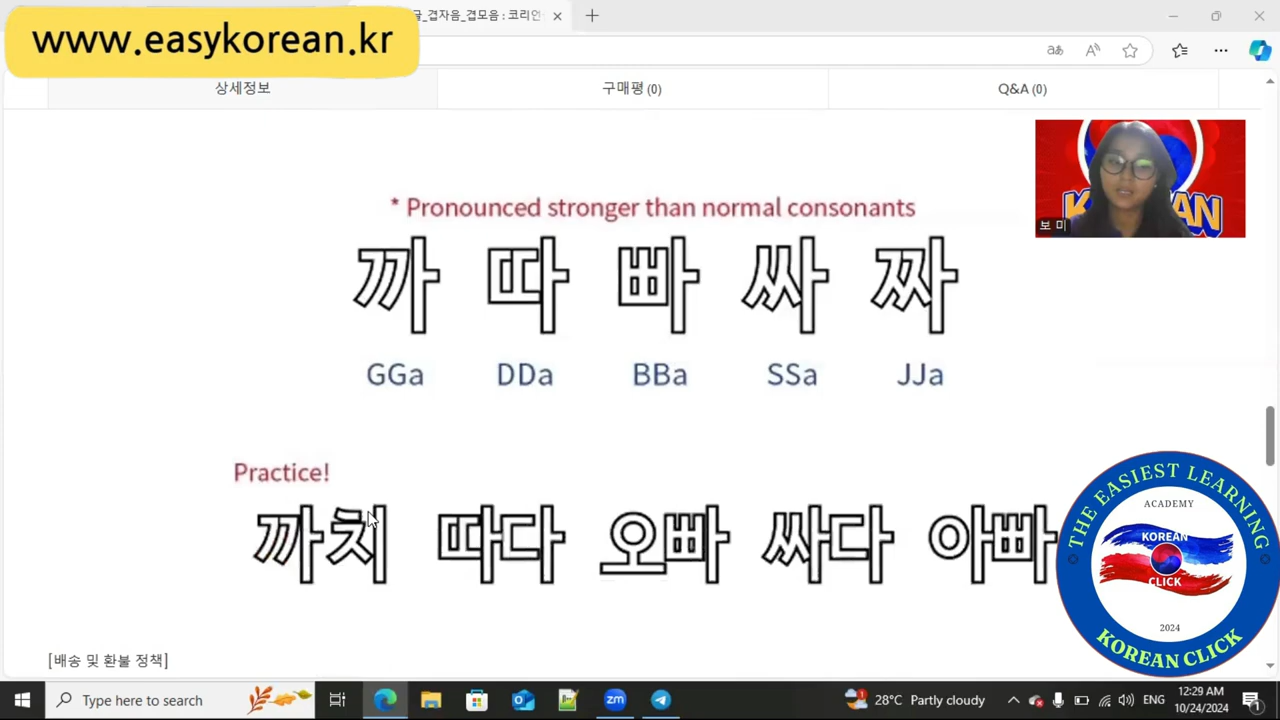 글_겹자음_겹모음 : 코리인
www.easykorean.kr
상세정보
구매평 (0)
Q&A (0)
* Pronounced stronger than normal consonants
보 미
까 따 빠 싸 짜
GGa DDa BBa SSa JJa
Practice!
까치 따다 오빠 싸다 아빠
THE EASIEST LEARNING
ACADEMY
KOREAN
CLICK
2024
KOREAN CLICK
[배송 및 환불 정책]
Type here to search
28°C Partly cloudy
ENG
12:29 AM
10/24/2024